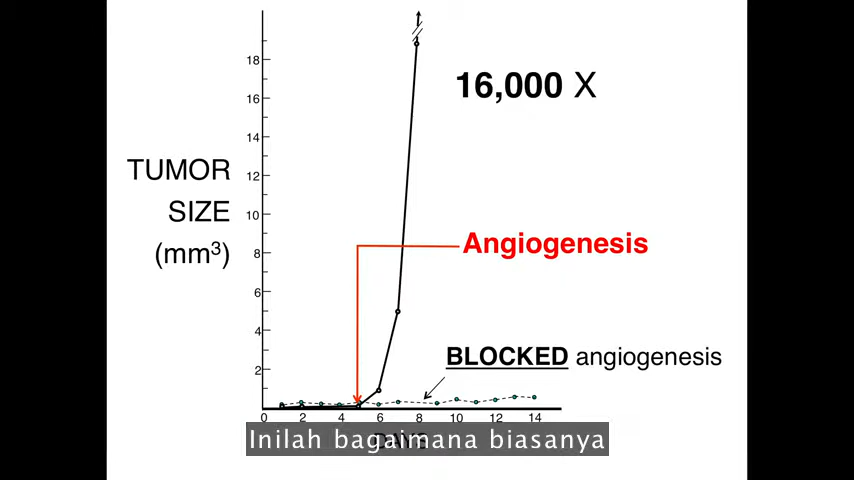 16,000 X
TUMOR
SIZE
(mm³)
18
16
14
12
10
8
6
4
2
Angiogenesis
BLOCKED angiogenesis
0 2 4 6 8 10 12 14
DAYS
Inilah bagaimana biasanya